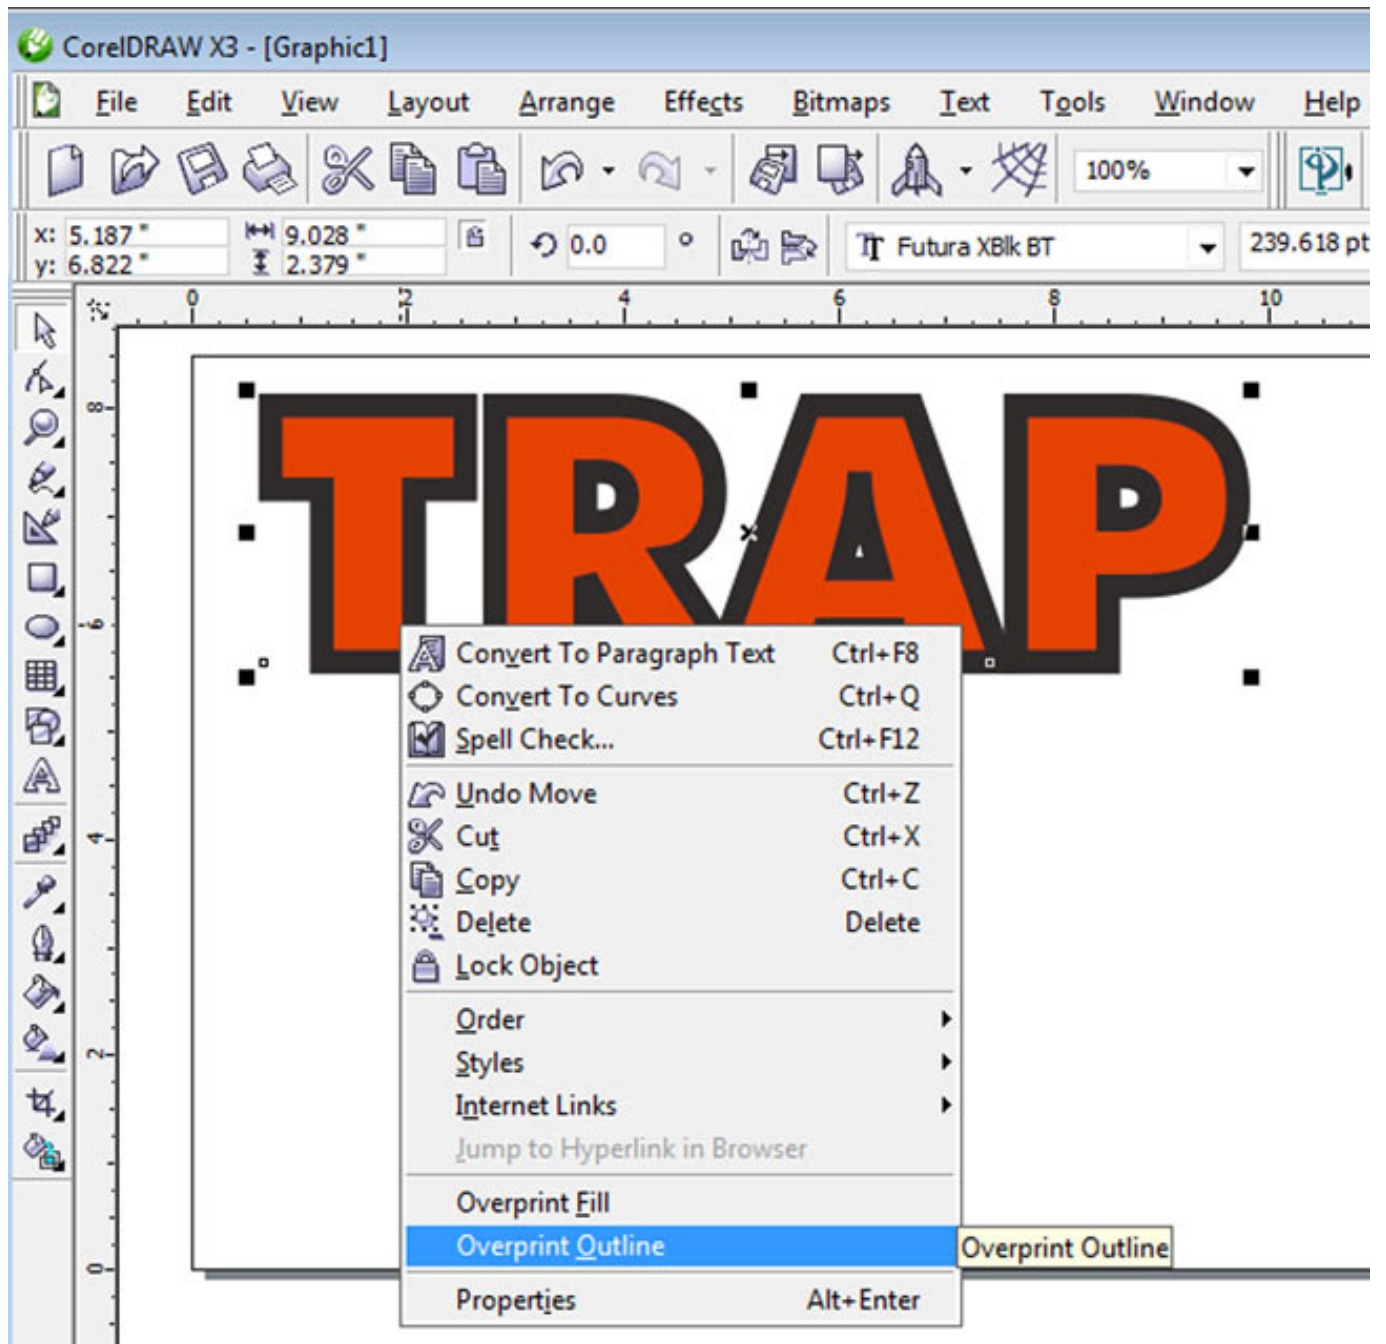 CorelDRAW X3 - [Graphic1]
File Edit View Layout Arrange Effects Bitmaps Text Tools Window Help
100%
x: 5.187 " 9.028 "
y: 6.822 " 2.379 "
0.0 °
Futura XBlk BT
239.618 pt
0 2 4 6 8 10
8
6
4
2
0
TRAP
Convert To Paragraph Text Ctrl+F8
Convert To Curves Ctrl+Q
Spell Check... Ctrl+F12
Undo Move Ctrl+Z
Cut Ctrl+X
Copy Ctrl+C
Delete Delete
Lock Object
Order
Styles
Internet Links
Jump to Hyperlink in Browser
Overprint Fill
Overprint Outline
Overprint Outline
Properties Alt+Enter